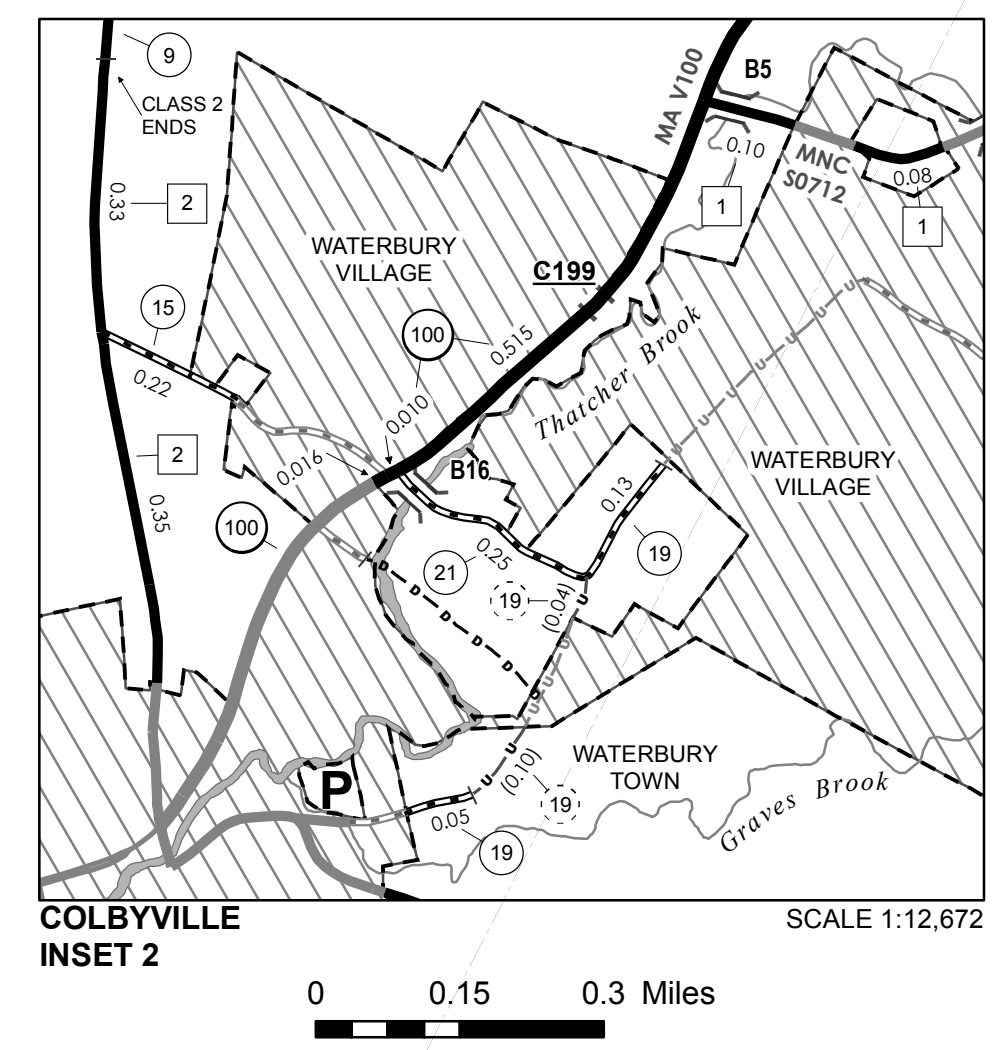 9
CLASS 2
ENDS
MA V100
B5
0.10
MNC
S0712
0.08
1
1
0.33
2
WATERBURY
VILLAGE
C199
15
100
0.515
Thatcher Brook
0.22
0.010
2
0.016
B16
WATERBURY
VILLAGE
0.35
100
0.13
0.25
19
21
19
(0.04)
D
D
D
D
D
D
U
U
U
U
U
U
U
U
U
U
U
U
U
U
WATERBURY
TOWN
(0.10)
P
19
Graves Brook
0.05
19
COLBYVILLE
INSET 2
SCALE 1:12,672
0 0.15 0.3 Miles